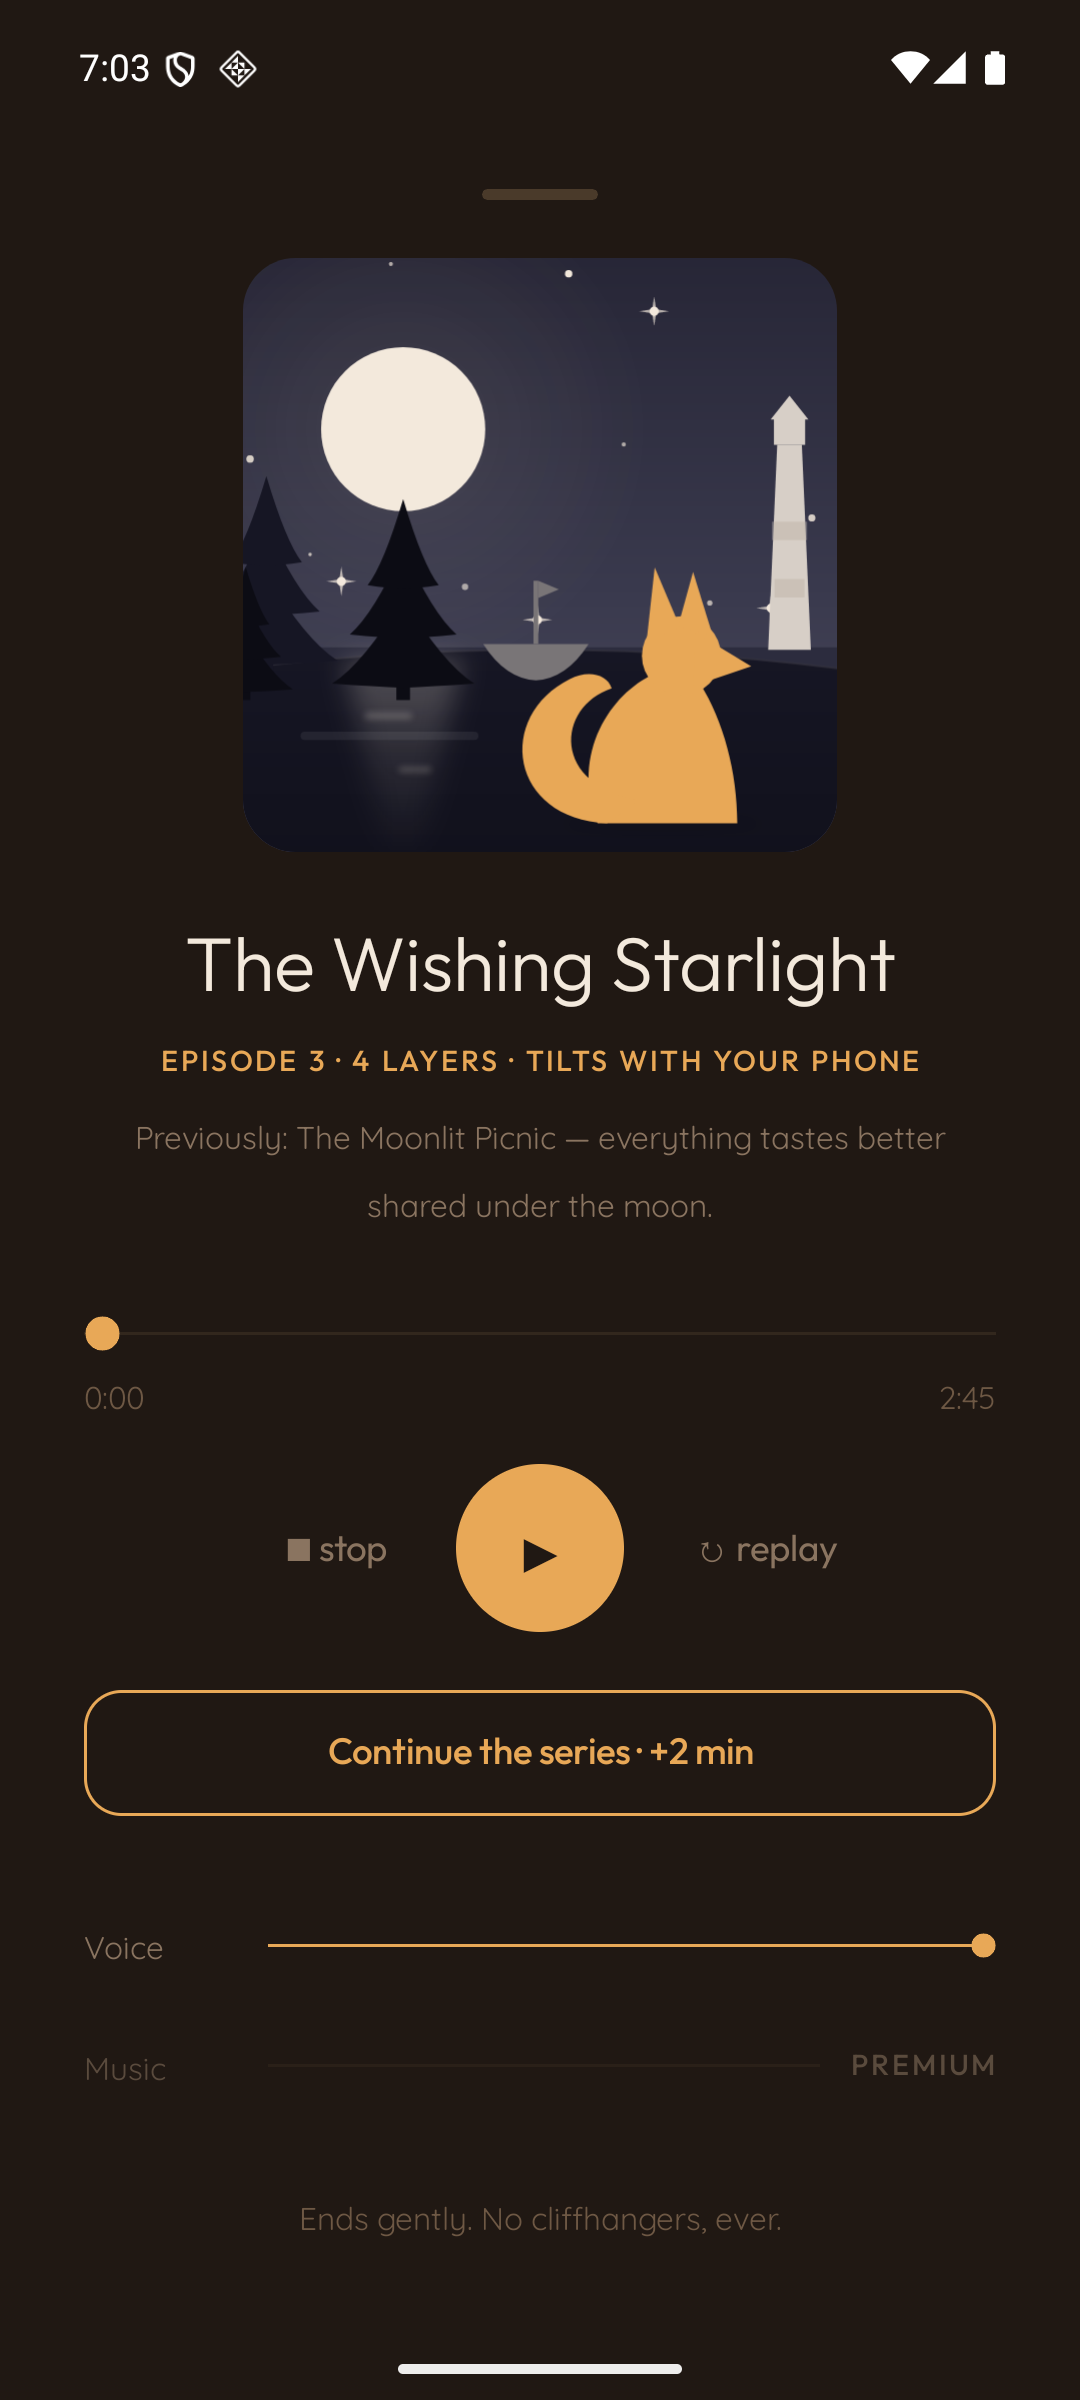 7:03
The Wishing Starlight
EPISODE 3 · 4 LAYERS · TILTS WITH YOUR PHONE
Previously: The Moonlit Picnic — everything tastes better
shared under the moon.
0:00 2:45
■ stop ▶ ↻ replay
Continue the series · +2 min
Voice
Music PREMIUM
Ends gently. No cliffhangers, ever.